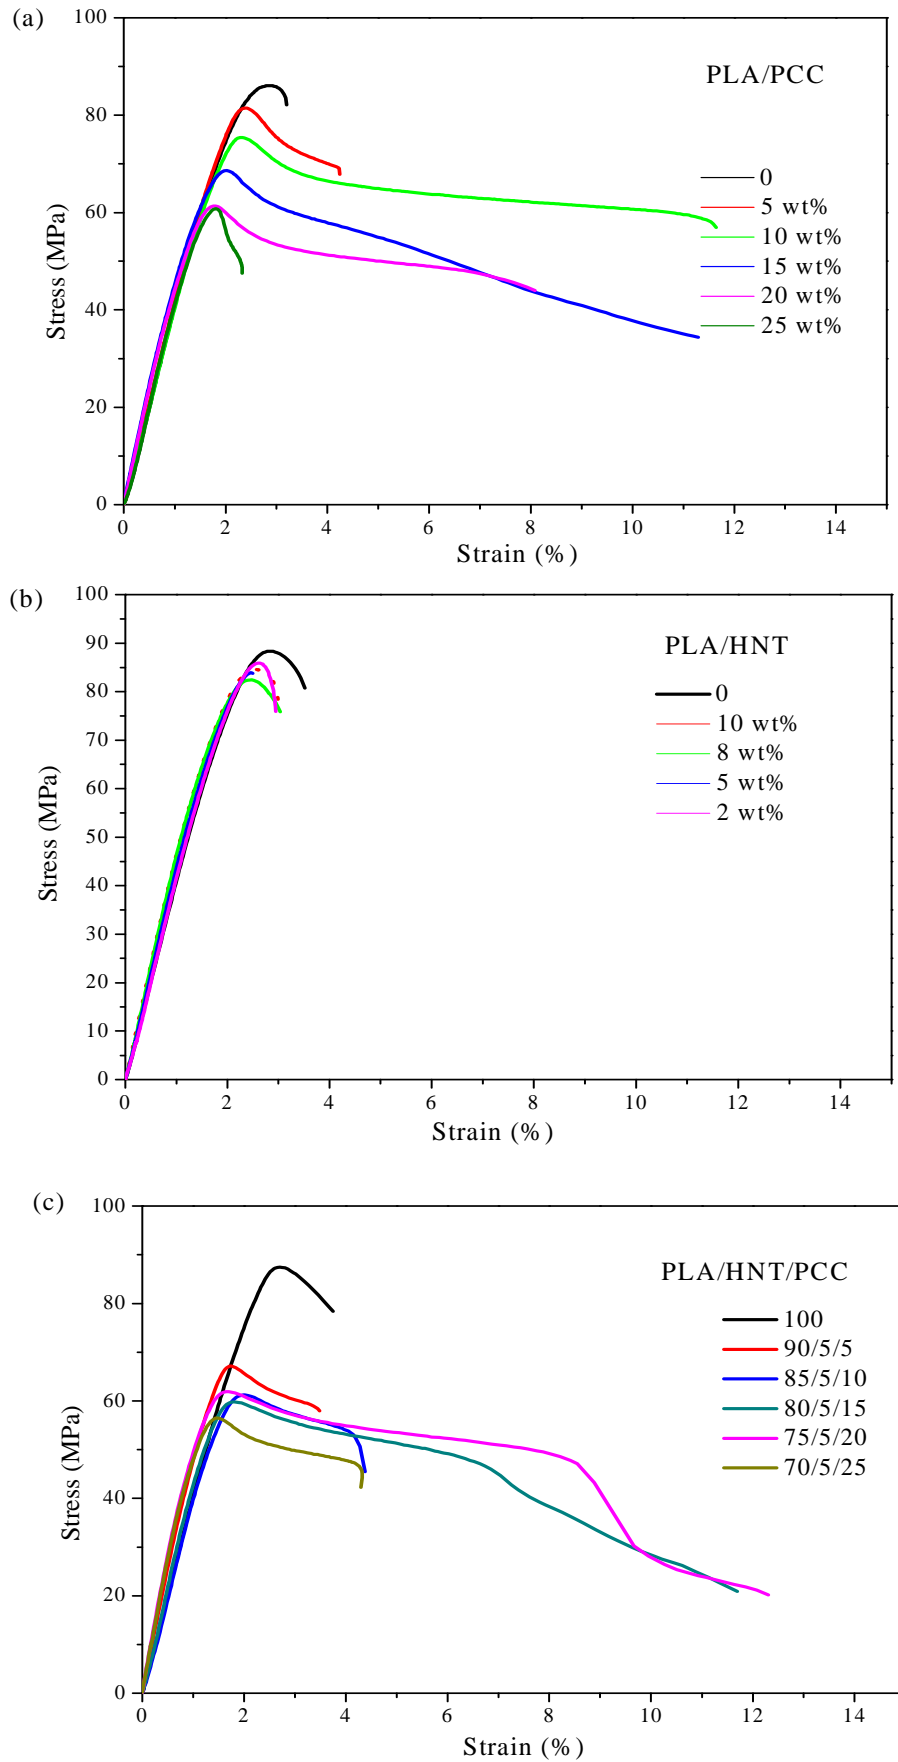 (a)
100
80
60
40
20
0
Stress (MPa)
PLA/PCC
0
5 wt%
10 wt%
15 wt%
20 wt%
25 wt%
0 2 4 6 8 10 12 14
Strain (%)
(b)
100
90
80
70
60
50
40
30
20
10
0
Stress (MPa)
PLA/HNT
0
10 wt%
8 wt%
5 wt%
2 wt%
0 2 4 6 8 10 12 14
Strain (%)
(c)
100
80
60
40
20
0
Stress (MPa)
PLA/HNT/PCC
100
90/5/5
85/5/10
80/5/15
75/5/20
70/5/25
0 2 4 6 8 10 12 14
Strain (%)